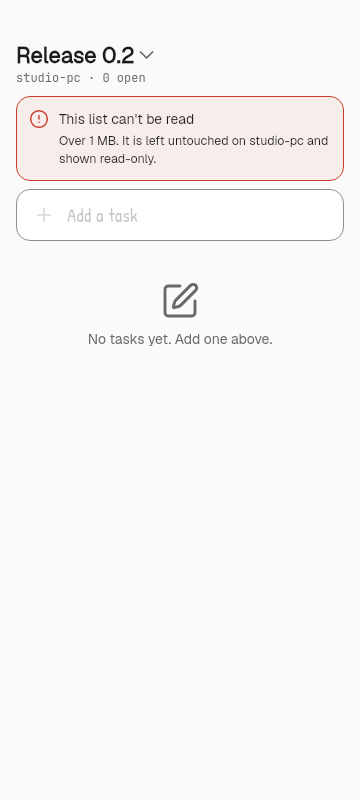 Release 0.2
studio-pc · 0 open
This list can't be read
Over 1 MB. It is left untouched on studio-pc and
shown read-only.
Add a task
No tasks yet. Add one above.